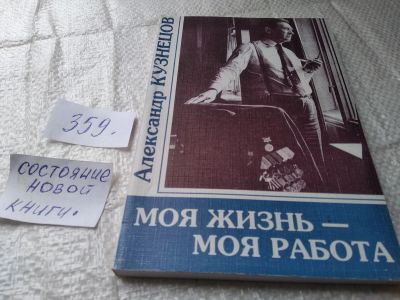 359.
СОСТОЯНИЕ
НОВОЙ
КНИГИ.
Александр КУЗНЕЦОВ
МОЯ ЖИЗНЬ —
МОЯ РАБОТА